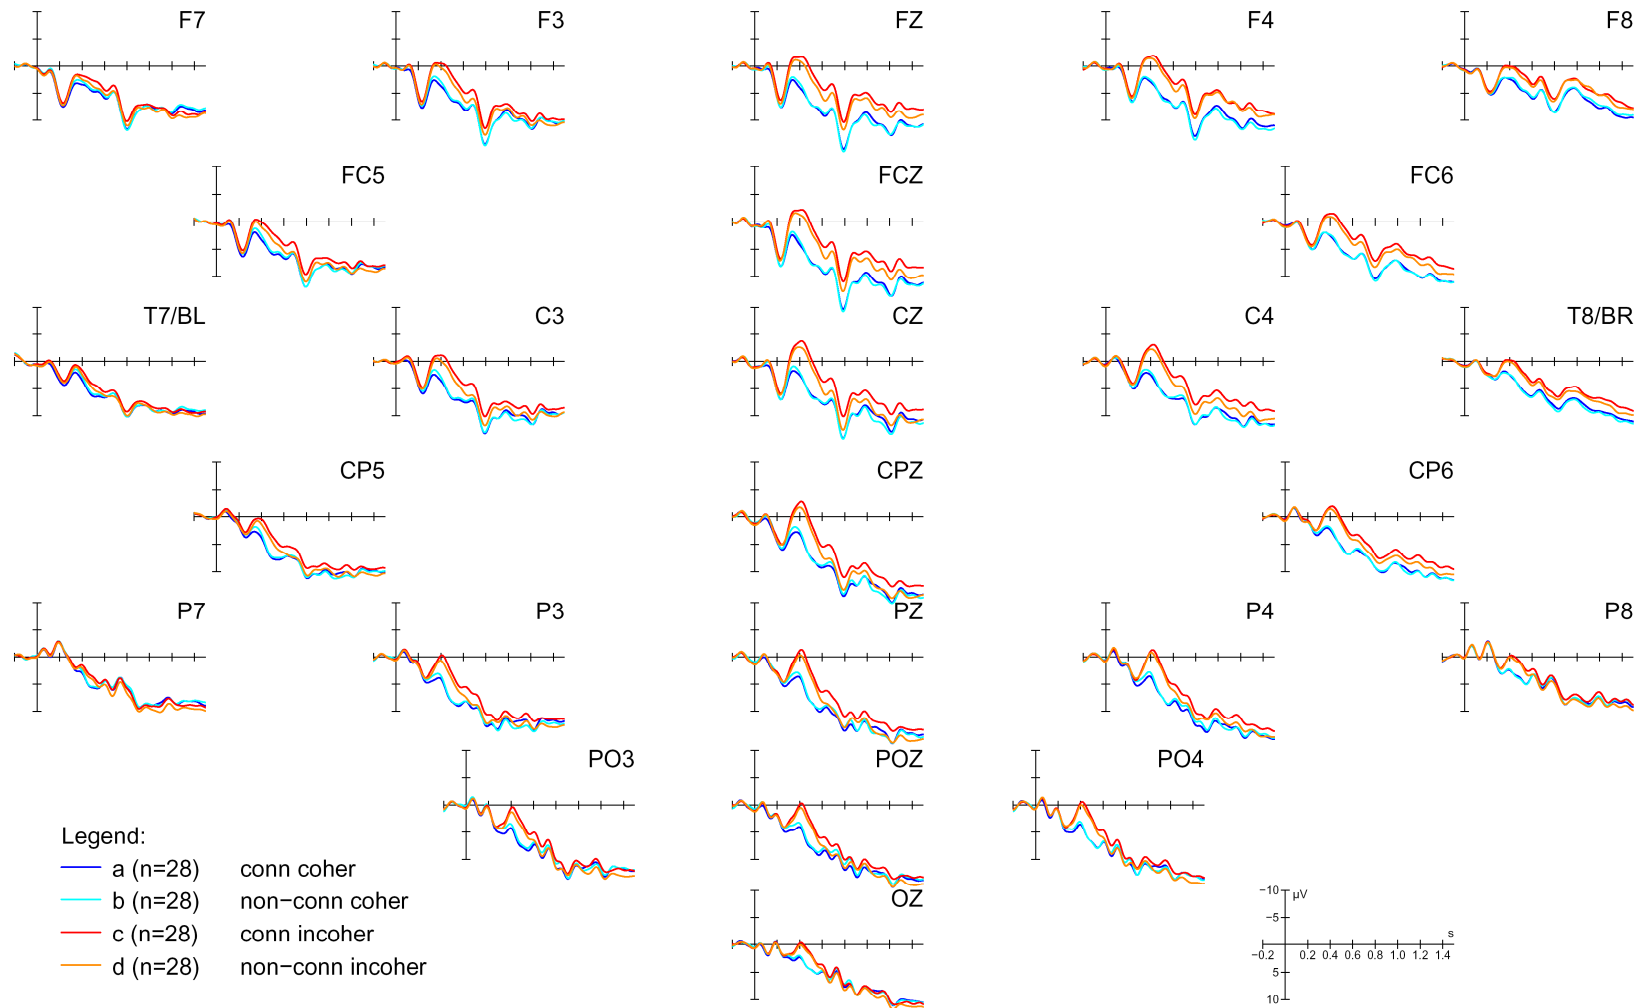 F7 F3 FZ F4 F8
FC5 FCZ FC6
T7/BL C3 CZ C4 T8/BR
CP5 CPZ CP6
P7 P3 PZ P4 P8
PO3 POZ PO4
OZ
Legend:
a (n=28) conn coher
b (n=28) non−conn coher
c (n=28) conn incoher
d (n=28) non−conn incoher
−10 µV
−5
s
−0.2 0.2 0.4 0.6 0.8 1.0 1.2 1.4
5
10